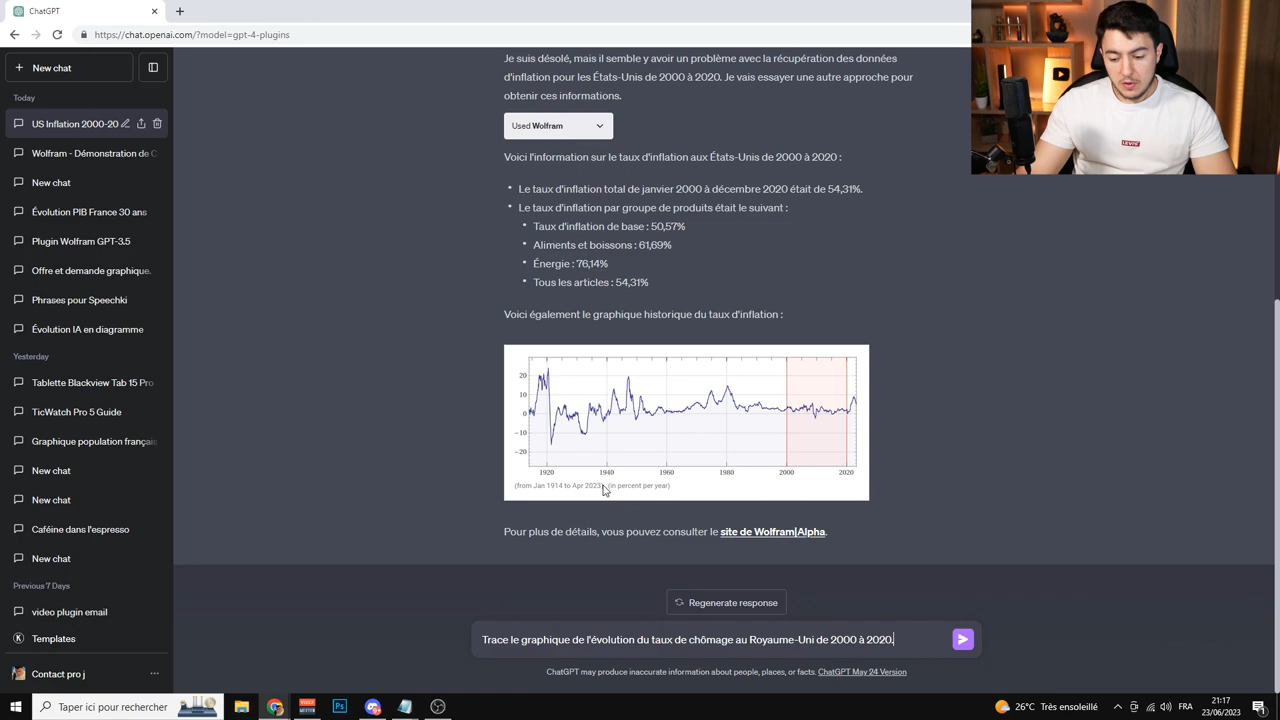 ChatGPT
https://chat.openai.com/?model=gpt-4-plugins
New chat
Today
US Inflation 2000-20
Wolfram - Démonstration de C
New chat
Évolution PIB France 30 ans
Plugin Wolfram GPT-3.5
Offre et demande graphique.
Phrases pour Speechki
Évolution IA en diagramme
Yesterday
Tablette Blackview Tab 15 Pro
TicWatch Pro 5 Guide
Graphique population français
New chat
New chat
Caféine dans l'espresso
New chat
Previous 7 Days
video plugin email
Templates
Contact pro j
Je suis désolé, mais il semble y avoir un problème avec la récupération des données
d'inflation pour les États-Unis de 2000 à 2020. Je vais essayer une autre approche pour
obtenir ces informations.
Used Wolfram
Voici l'information sur le taux d'inflation aux États-Unis de 2000 à 2020 :
• Le taux d'inflation total de janvier 2000 à décembre 2020 était de 54,31%.
• Le taux d'inflation par groupe de produits était le suivant :
• Taux d'inflation de base : 50,57%
• Aliments et boissons : 61,69%
• Énergie : 76,14%
• Tous les articles : 54,31%
Voici également le graphique historique du taux d'inflation :
20
10
0
-10
-20
1920 1940 1960 1980 2000 2020
(from Jan 1914 to Apr 2023) (in percent per year)
Pour plus de détails, vous pouvez consulter le site de Wolfram|Alpha.
Regenerate response
Trace le graphique de l'évolution du taux de chômage au Royaume-Uni de 2000 à 2020.
ChatGPT may produce inaccurate information about people, places, or facts. ChatGPT May 24 Version
LEVI'S
Taper ici pour rechercher
26°C Très ensoleillé
FRA
21:17
23/06/2023